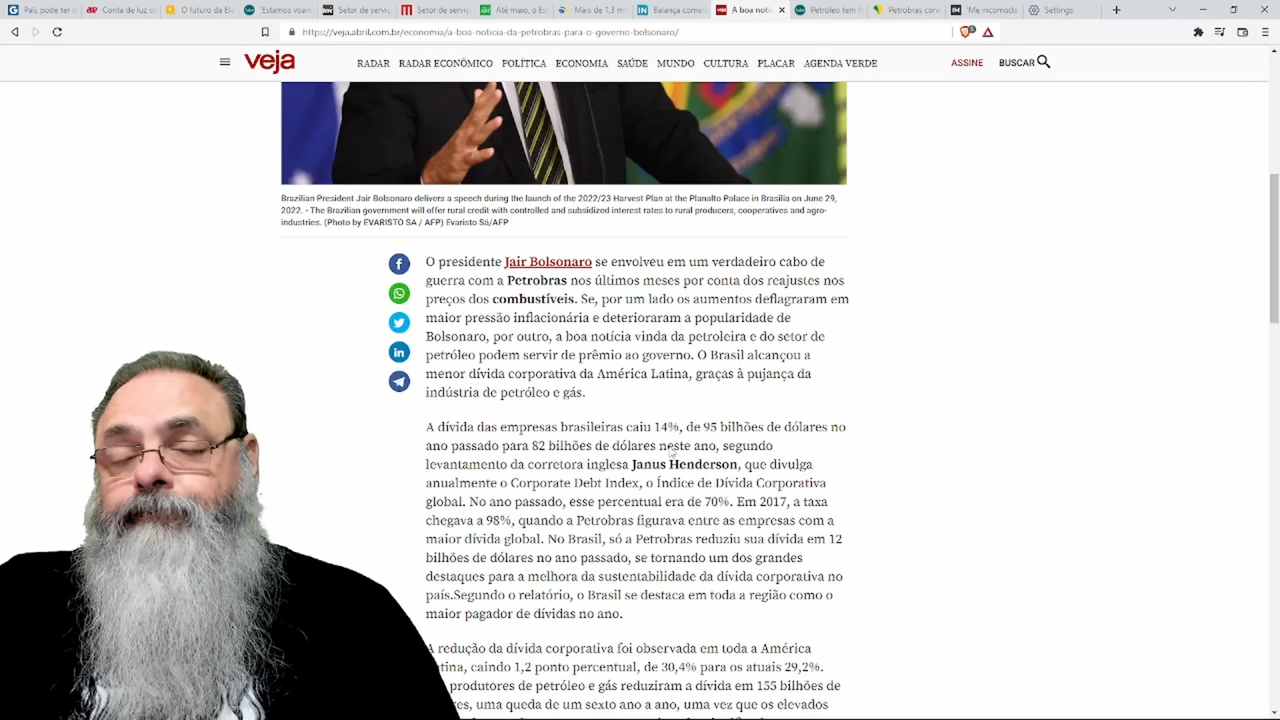 País pode ter
Conta de luz
O futuro da Ele
Estamos
Setor de serviç
Setor de serviç
Até maio, o Es
Mais de 1,3 m
Balança comer
A boa notí
Petróleo tem
Petrobras
'Me incomoda
Settings
https://veja.abril.com.br/economia/a-boa-noticia-da-petrobras-para-o-governo-bolsonaro/
veja
RADAR RADAR ECONÔMICO POLÍTICA ECONOMIA SAÚDE MUNDO CULTURA PLACAR AGENDA VERDE
ASSINE BUSCAR
Brazilian President Jair Bolsonaro delivers a speech during the launch of the 2022/23 Harvest Plan at the Planalto Palace in Brasilia on June 29,
2022. - The Brazilian government will offer rural credit with controlled and subsidized interest rates to rural producers, cooperatives and agro-
industries. (Photo by EVARISTO SA / AFP) Evaristo Sá/AFP
O presidente Jair Bolsonaro se envolveu em um verdadeiro cabo de
guerra com a Petrobras nos últimos meses por conta dos reajustes nos
preços dos combustíveis. Se, por um lado os aumentos deflagraram em
maior pressão inflacionária e deterioraram a popularidade de
Bolsonaro, por outro, a boa notícia vinda da petroleira e do setor de
petróleo podem servir de prêmio ao governo. O Brasil alcançou a
menor dívida corporativa da América Latina, graças à pujança da
indústria de petróleo e gás.
A dívida das empresas brasileiras caiu 14%, de 95 bilhões de dólares no
ano passado para 82 bilhões de dólares neste ano, segundo
levantamento da corretora inglesa Janus Henderson, que divulga
anualmente o Corporate Debt Index, o Índice de Dívida Corporativa
global. No ano passado, esse percentual era de 70%. Em 2017, a taxa
chegava a 98%, quando a Petrobras figurava entre as empresas com a
maior dívida global. No Brasil, só a Petrobras reduziu sua dívida em 12
bilhões de dólares no ano passado, se tornando um dos grandes
destaques para a melhora da sustentabilidade da dívida corporativa no
país.Segundo o relatório, o Brasil se destaca em toda a região como o
maior pagador de dívidas no ano.
A redução da dívida corporativa foi observada em toda a América
tina, caindo 1,2 ponto percentual, de 30,4% para os atuais 29,2%.
produtores de petróleo e gás reduziram a dívida em 155 bilhões de
res, uma queda de um sexto ano a ano, uma vez que os elevados